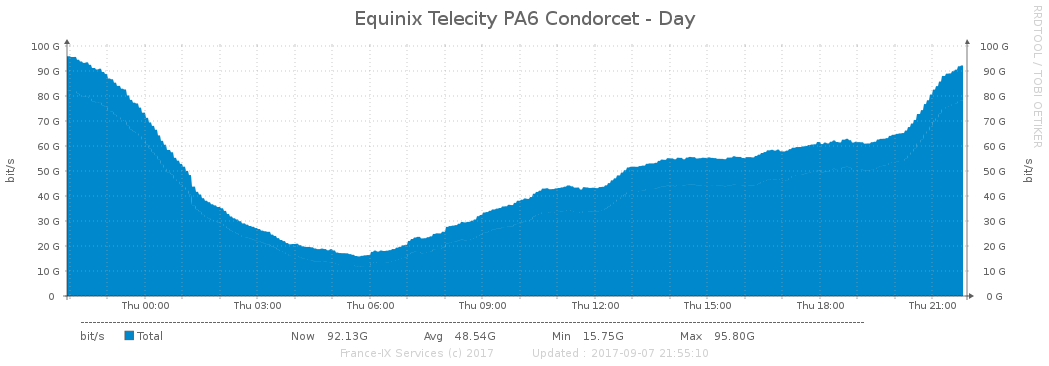 Equinix Telecity PA6 Condorcet - Day
RRDTOOL / TOBI OETIKER
bit/s
100 G
90 G
80 G
70 G
60 G
50 G
40 G
30 G
20 G
10 G
0
100 G
90 G
80 G
70 G
60 G
50 G
40 G
30 G
20 G
10 G
0 G
bit/s
Thu 00:00 Thu 03:00 Thu 06:00 Thu 09:00 Thu 12:00 Thu 15:00 Thu 18:00 Thu 21:00
bit/s Total Now 92.13G Avg 48.54G Min 15.75G Max 95.80G
France-IX Services (c) 2017 Updated : 2017-09-07 21:55:10